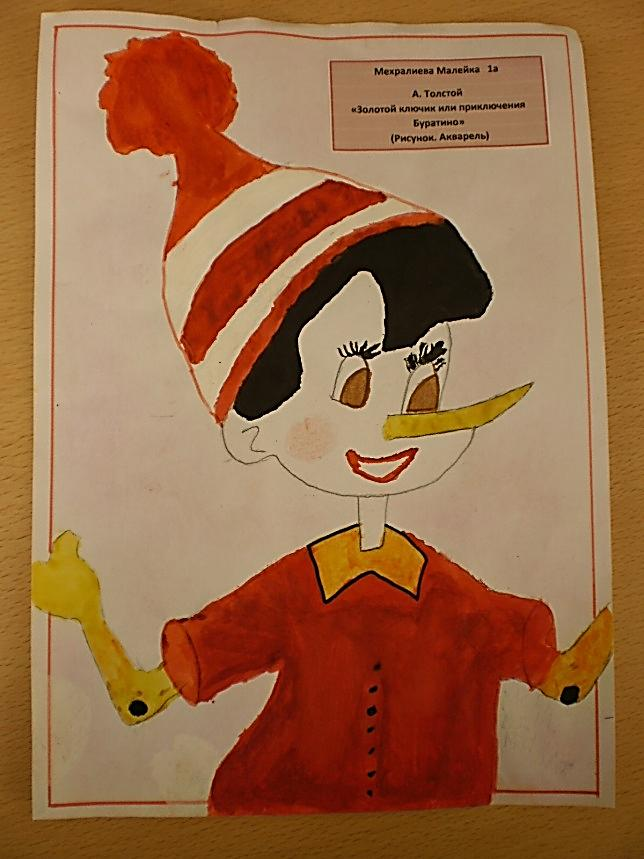 Мехралиева Малейка 1а
А. Толстой
«Золотой ключик или приключения
Буратино»
(Рисунок. Акварель)